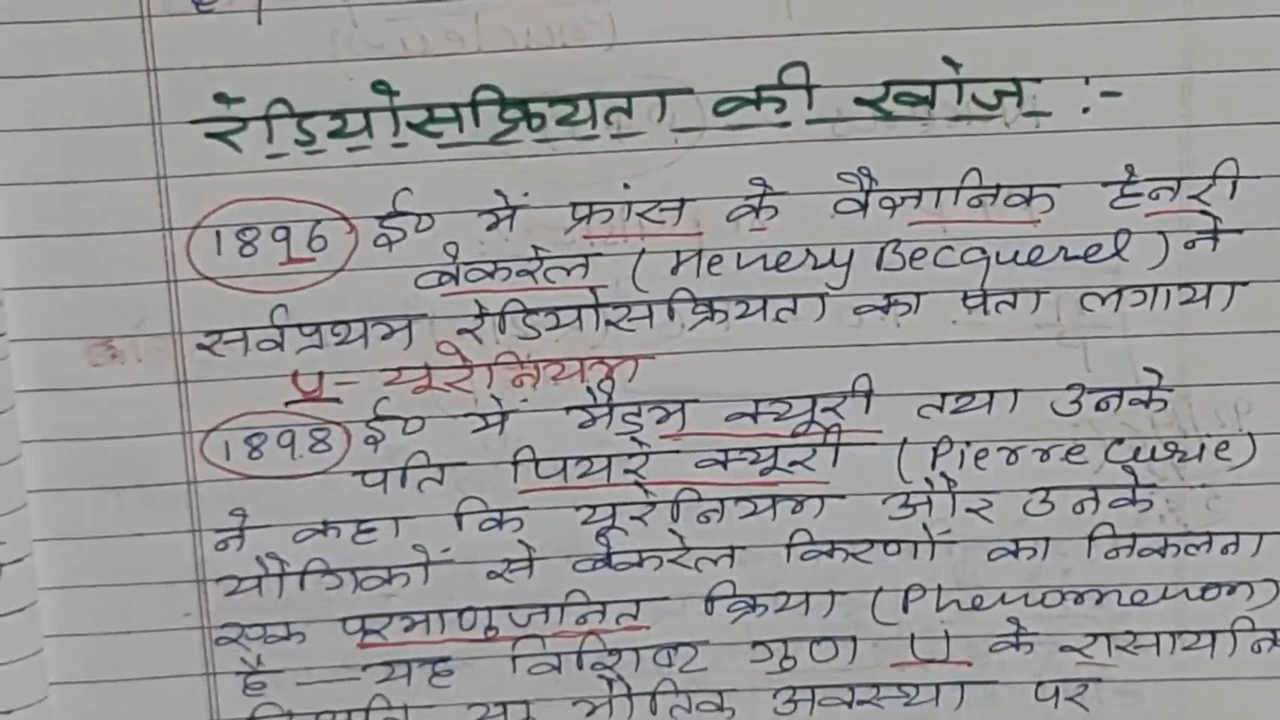 रेडियोसक्रियता की खोज :-
1896 ई० में फ्रांस के वैज्ञानिक हेनरी
बेकरेल (Henery Becquerel) ने
सर्वप्रथम रेडियोसक्रियता का पता लगाया
U- यूरेनियम
1898 ई० में मैडम क्यूरी तथा उनके
पति पियरे क्यूरी (Pierre Curie)
ने कहा कि यूरेनियम और उनके
यौगिकों से बेकरेल किरणों का निकलना
एक परमाणुजनित क्रिया (Phenomenon)
है — यह विशिष्ट गुण U के रासायनि
या भौतिक अवस्था पर